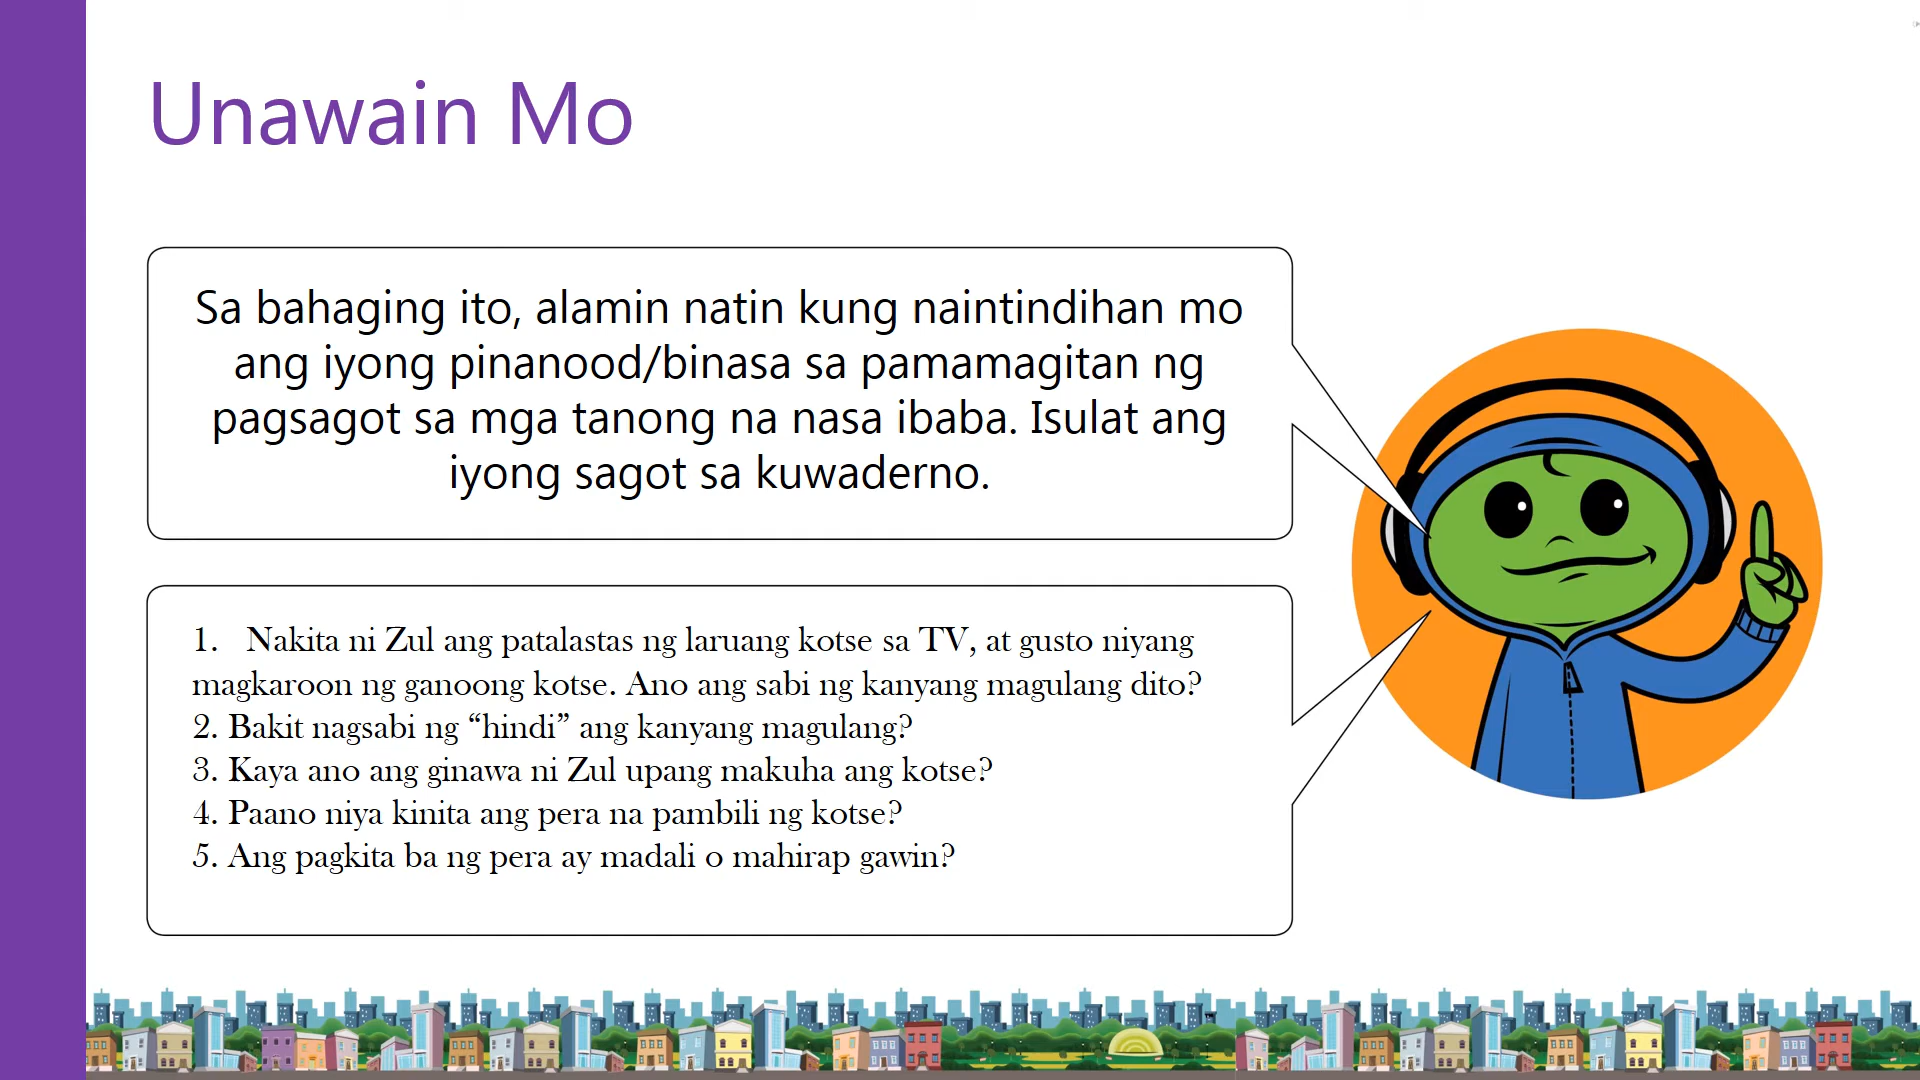 Unawain Mo
Sa bahaging ito, alamin natin kung naintindihan mo
ang iyong pinanood/binasa sa pamamagitan ng
pagsagot sa mga tanong na nasa ibaba. Isulat ang
iyong sagot sa kuwaderno.
1. Nakita ni Zul ang patalastas ng laruang kotse sa TV, at gusto niyang
magkaroon ng ganoong kotse. Ano ang sabi ng kanyang magulang dito?
2. Bakit nagsabi ng “hindi” ang kanyang magulang?
3. Kaya ano ang ginawa ni Zul upang makuha ang kotse?
4. Paano niya kinita ang pera na pambili ng kotse?
5. Ang pagkita ba ng pera ay madali o mahirap gawin?